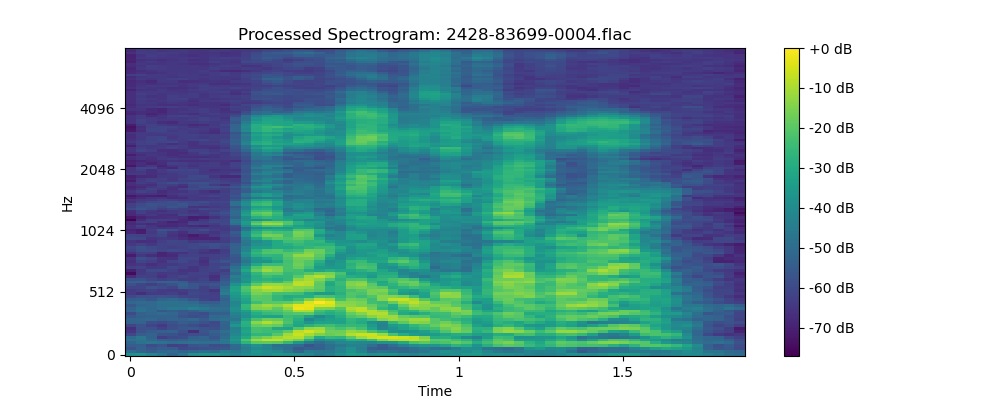 Processed Spectrogram: 2428-83699-0004.flac
Hz
4096
2048
1024
512
0
0 0.5 1 1.5
Time
+0 dB
-10 dB
-20 dB
-30 dB
-40 dB
-50 dB
-60 dB
-70 dB